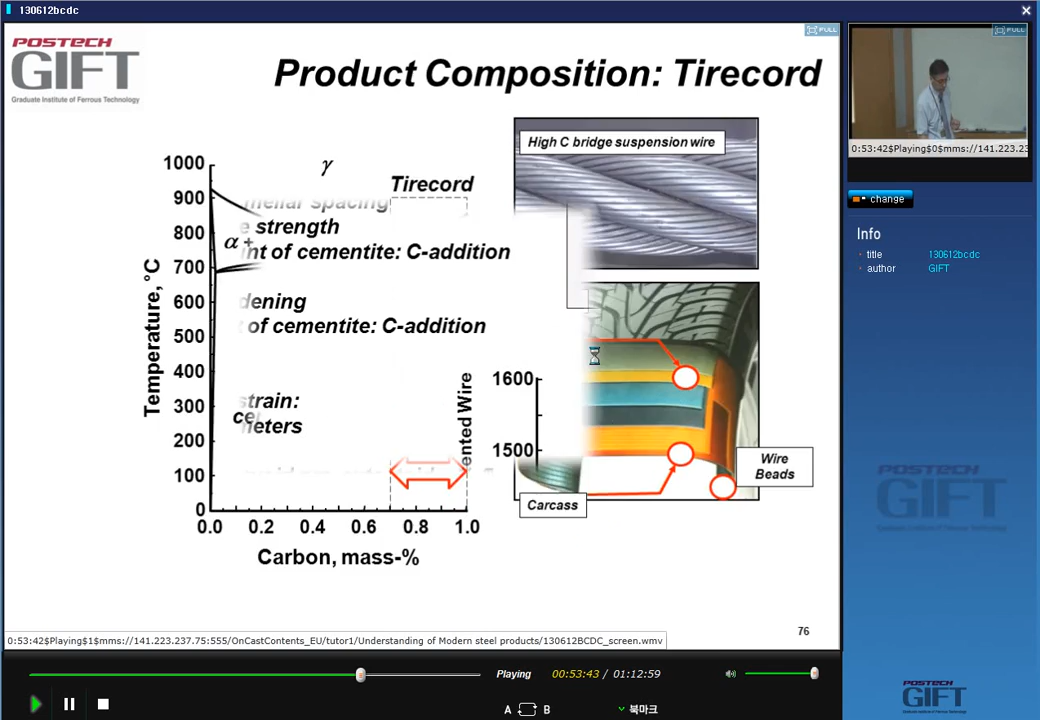 130612bcdc
FULL
POSTECH
GIFT
Graduate Institute of Ferrous Technology
Product Composition: Tirecord
High C bridge suspension wire
1000
γ
Tirecord
900
mellar spacing
e strength
800
α +
nt of cementite: C-addition
700
600
dening
500
of cementite: C-addition
400
300
strain:
ce
meters
200
100
0
0.0 0.2 0.4 0.6 0.8 1.0
Temperature, °C
Carbon, mass-%
ented Wire
1600
1500
Carcass
Wire
Beads
76
0:53:42$Playing$1$mms://141.223.237.75:555/OnCastContents_EU/tutor1/Understanding of Modern steel products/130612BCDC_screen.wmv
Playing 00:53:43 / 01:12:59
A B 북마크
FULL
0:53:42$Playing$0$mms://141.223.23
change
Info
title 130612bcdc
author GIFT
POSTECH
GIFT
POSTECH
GIFT